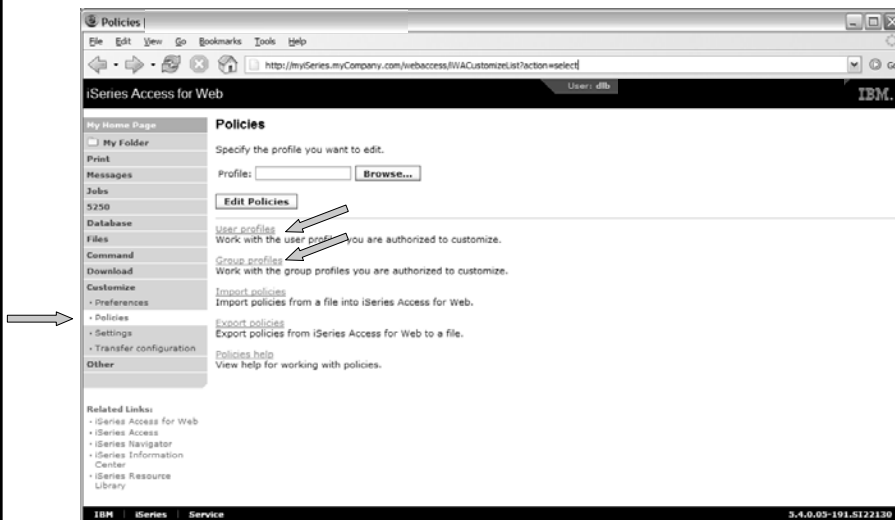 Policies
File Edit View Go Bookmarks Tools Help
http://myiSeries.myCompany.com/webaccess/iWACustomizeList?action=select
iSeries Access for Web
User: dlb
IBM.
My Home Page
My Folder
Print
Messages
Jobs
5250
Database
Files
Command
Download
Customize
• Preferences
• Policies
• Settings
• Transfer configuration
Other
Related Links:
• iSeries Access for Web
• iSeries Access
• iSeries Navigator
• iSeries Information
Center
• iSeries Resource
Library
Policies
Specify the profile you want to edit.
Profile: Browse...
Edit Policies
User profiles
Work with the user profiles you are authorized to customize.
Group profiles
Work with the group profiles you are authorized to customize.
Import policies
Import policies from a file into iSeries Access for Web.
Export policies
Export policies from iSeries Access for Web to a file.
Policies help
View help for working with policies.
IBM iSeries Service
5.4.0.05-191.SI22130